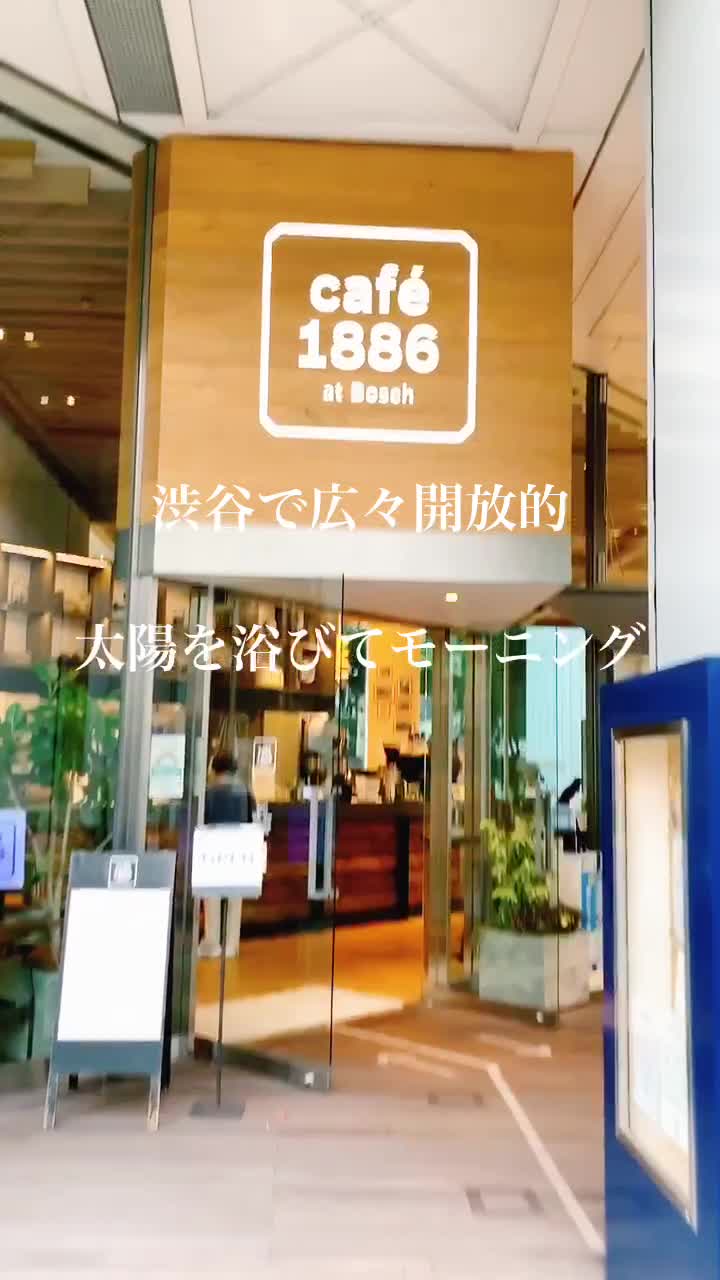 café
1886
at Bosch
渋谷で広々開放的
太陽を浴びてモーニング
OPEN